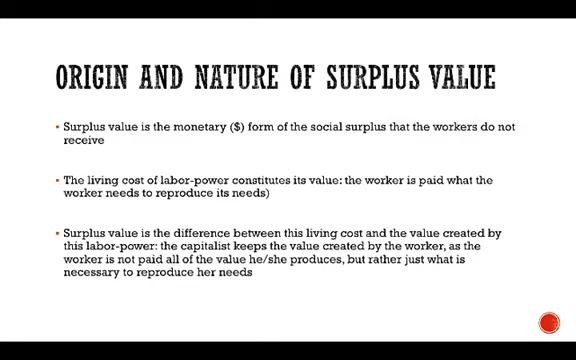 ORIGIN AND NATURE OF SURPLUS VALUE
▪ Surplus value is the monetary ($) form of the social surplus that the workers do not
receive
▪ The living cost of labor-power constitutes its value: the worker is paid what the
worker needs to reproduce its needs)
▪ Surplus value is the difference between this living cost and the value created by
this labor-power: the capitalist keeps the value created by the worker, as the
worker is not paid all of the value he/she produces, but rather just what is
necessary to reproduce her needs